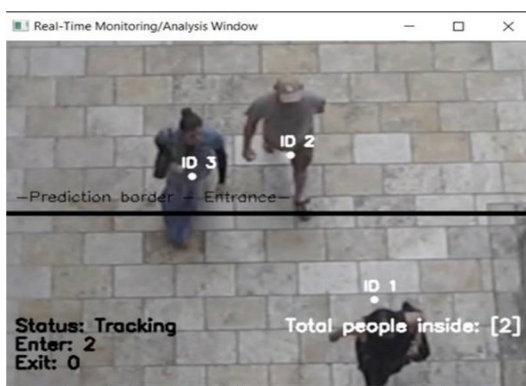 Real-Time Monitoring/Analysis Window
ID 2
ID 3
-Prediction border - Entrance-
ID 1
Status: Tracking
Total people inside: [2]
Enter: 2
Exit: 0